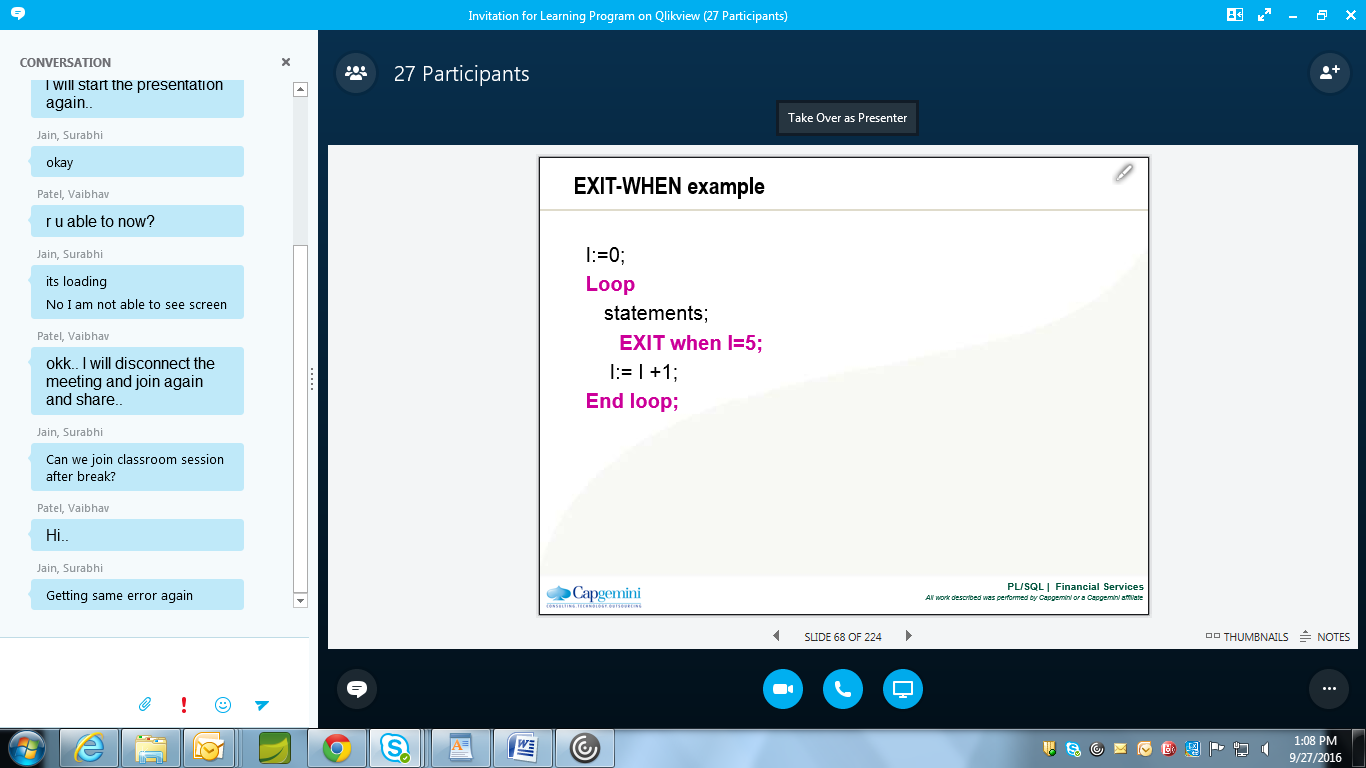 Invitation for Learning Program on Qlikview (27 Participants)
CONVERSATION
I will start the presentation
again..
Jain, Surabhi
okay
Patel, Vaibhav
r u able to now?
Jain, Surabhi
its loading
No I am not able to see screen
Patel, Vaibhav
okk.. I will disconnect the
meeting and join again
and share..
Jain, Surabhi
Can we join classroom session
after break?
Patel, Vaibhav
Hi..
Jain, Surabhi
Getting same error again
27 Participants
Take Over as Presenter
EXIT-WHEN example
I:=0;
Loop
statements;
EXIT when I=5;
I:= I +1;
End loop;
Capgemini
CONSULTING.TECHNOLOGY.OUTSOURCING
PL/SQL | Financial Services
All work described was performed by Capgemini or a Capgemini affiliate
SLIDE 68 OF 224
THUMBNAILS
NOTES
1:08 PM
9/27/2016